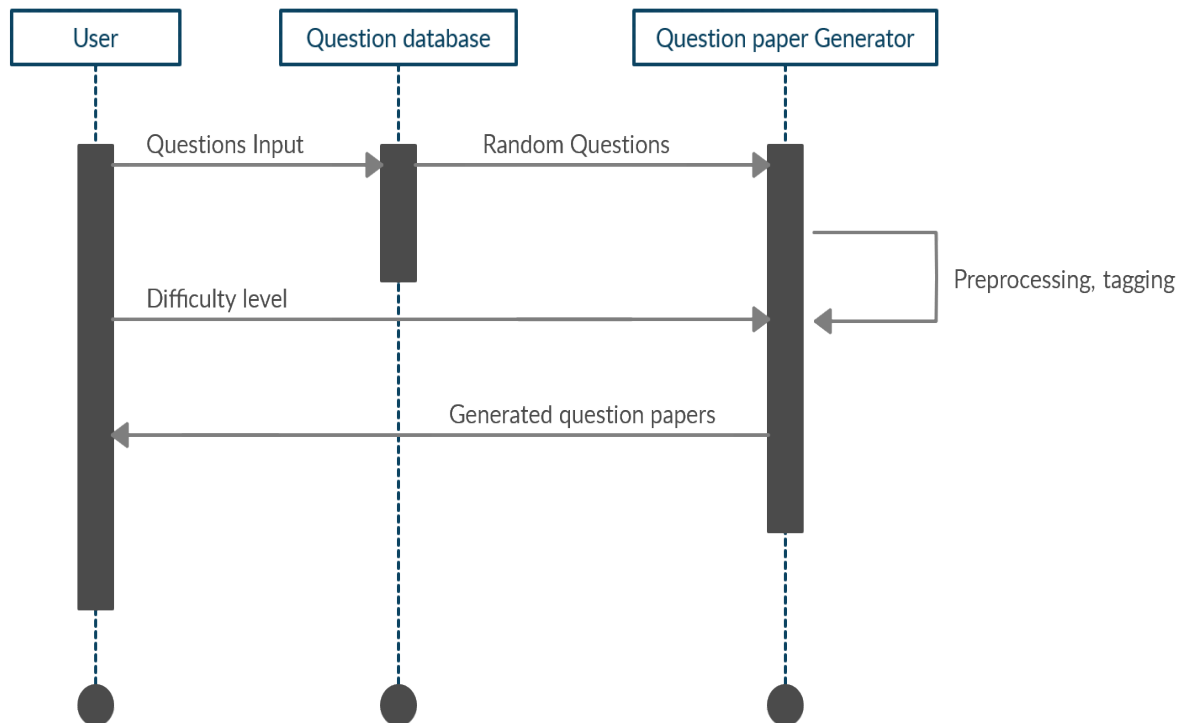 User
Question database
Question paper Generator
Questions Input
Random Questions
Preprocessing, tagging
Difficulty level
Generated question papers